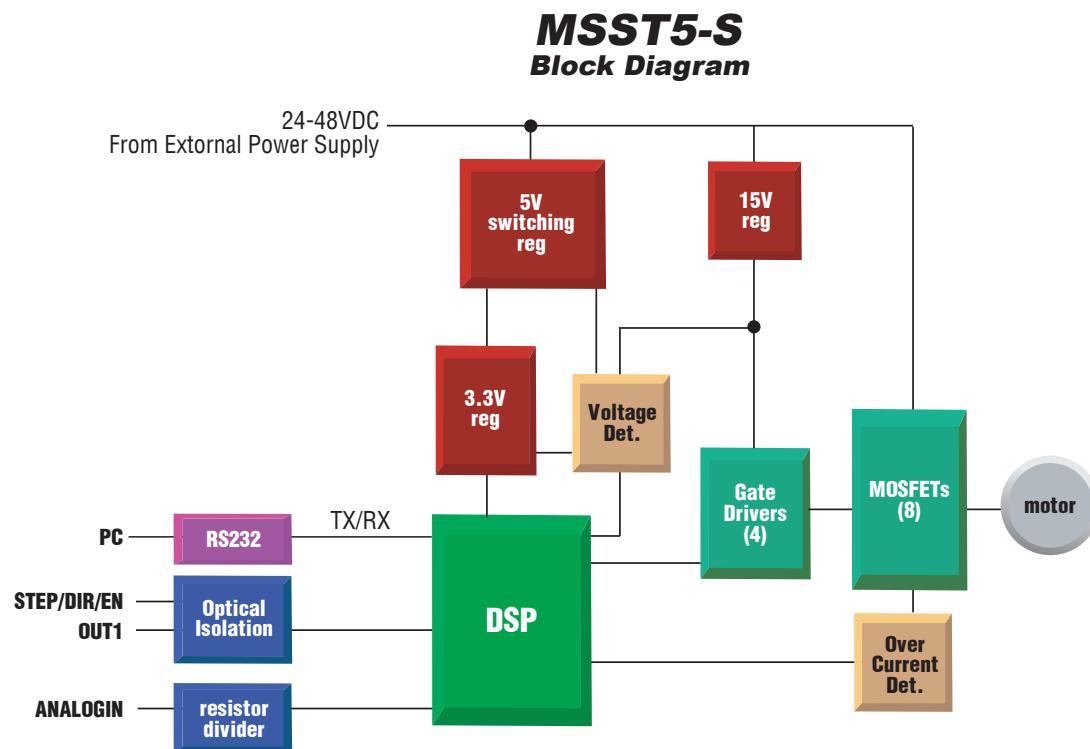 MSST5-S
Block Diagram
24-48VDC
From Extornal Power Supply
5V
switching
reg
15V
reg
3.3V
reg
Voltage
Det.
Gate
Drivers
(4)
MOSFETs
(8)
motor
PC
RS232
TX/RX
STEP/DIR/EN
OUT1
Optical
Isolation
DSP
Over
Current
Det.
ANALOGIN
resistor
divider